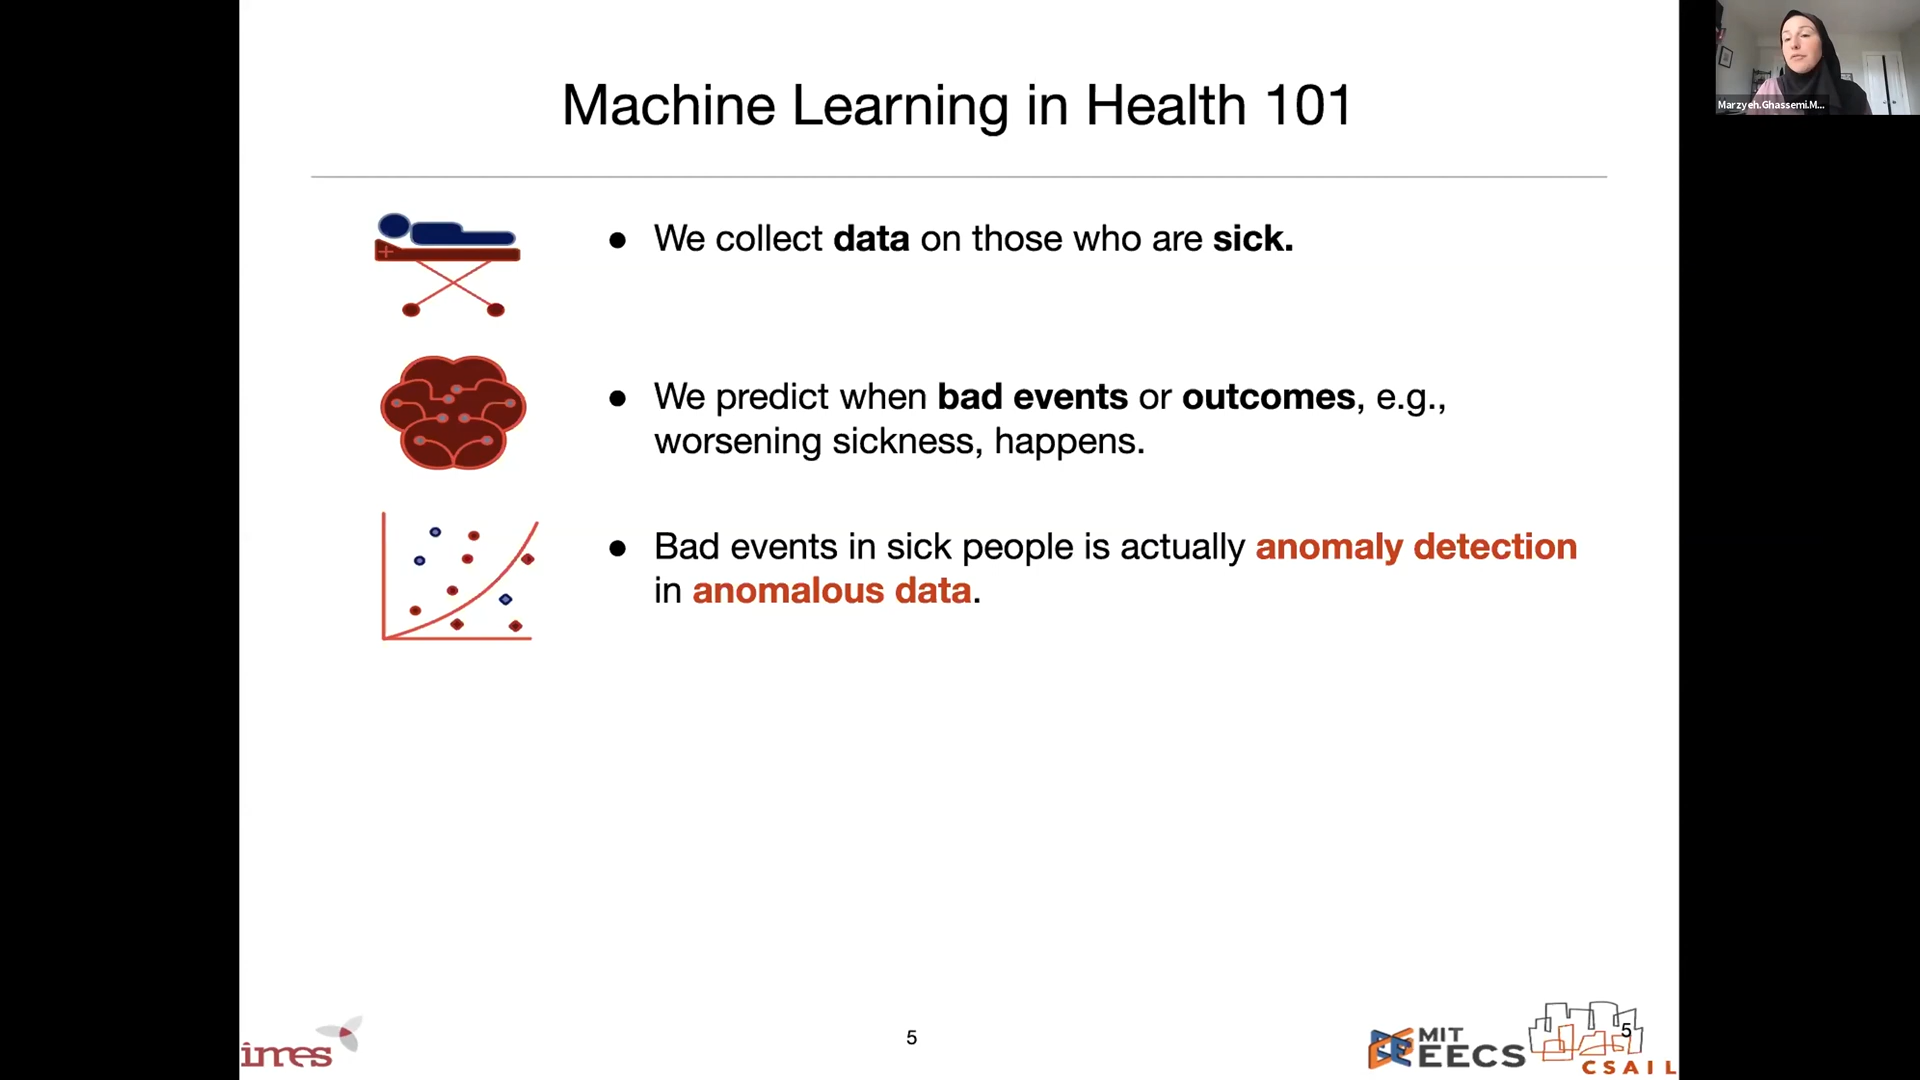 Machine Learning in Health 101
Marzyeh.Ghassemi.M...
● We collect data on those who are sick.
● We predict when bad events or outcomes, e.g.,
worsening sickness, happens.
● Bad events in sick people is actually anomaly detection
in anomalous data.
imes
5
MIT
EECS
5
CSAIL